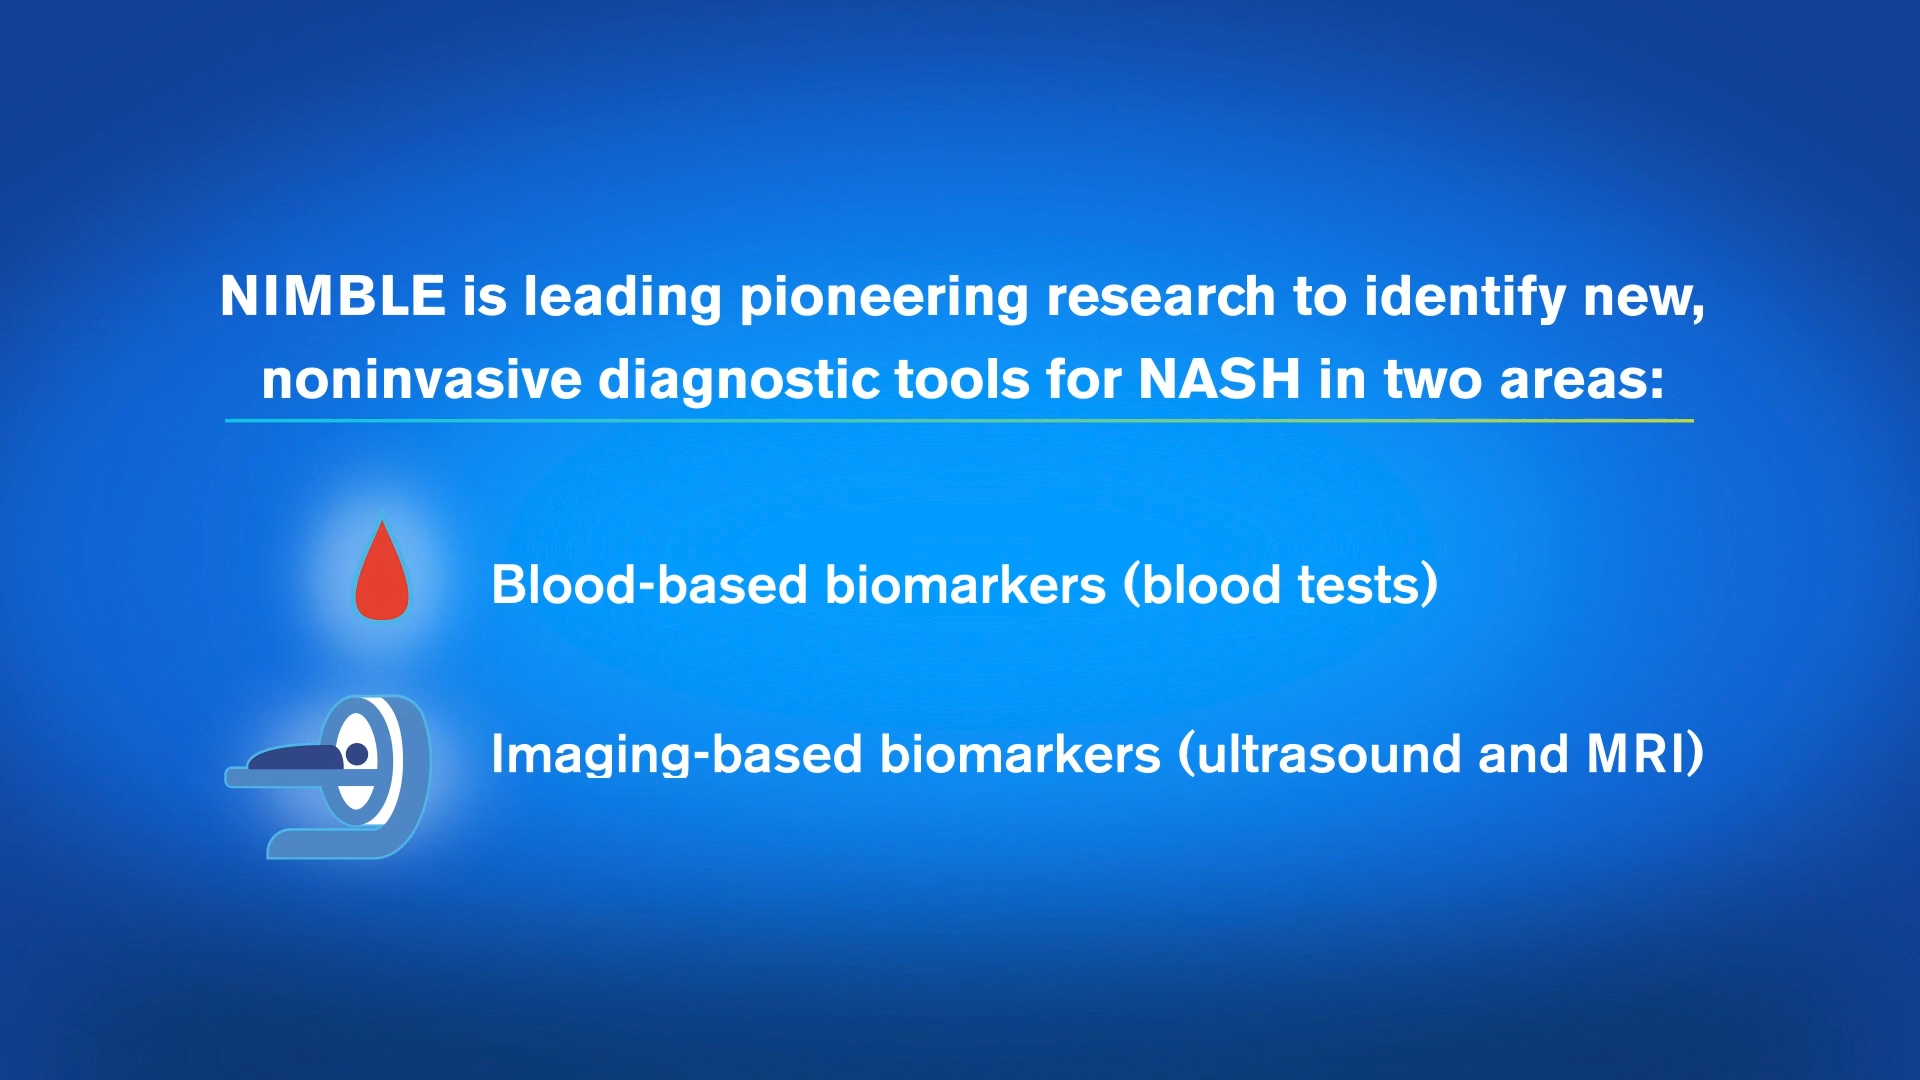 NIMBLE is leading pioneering research to identify new,
noninvasive diagnostic tools for NASH in two areas:
Blood-based biomarkers (blood tests)
Imaging-based biomarkers (ultrasound and MRI)